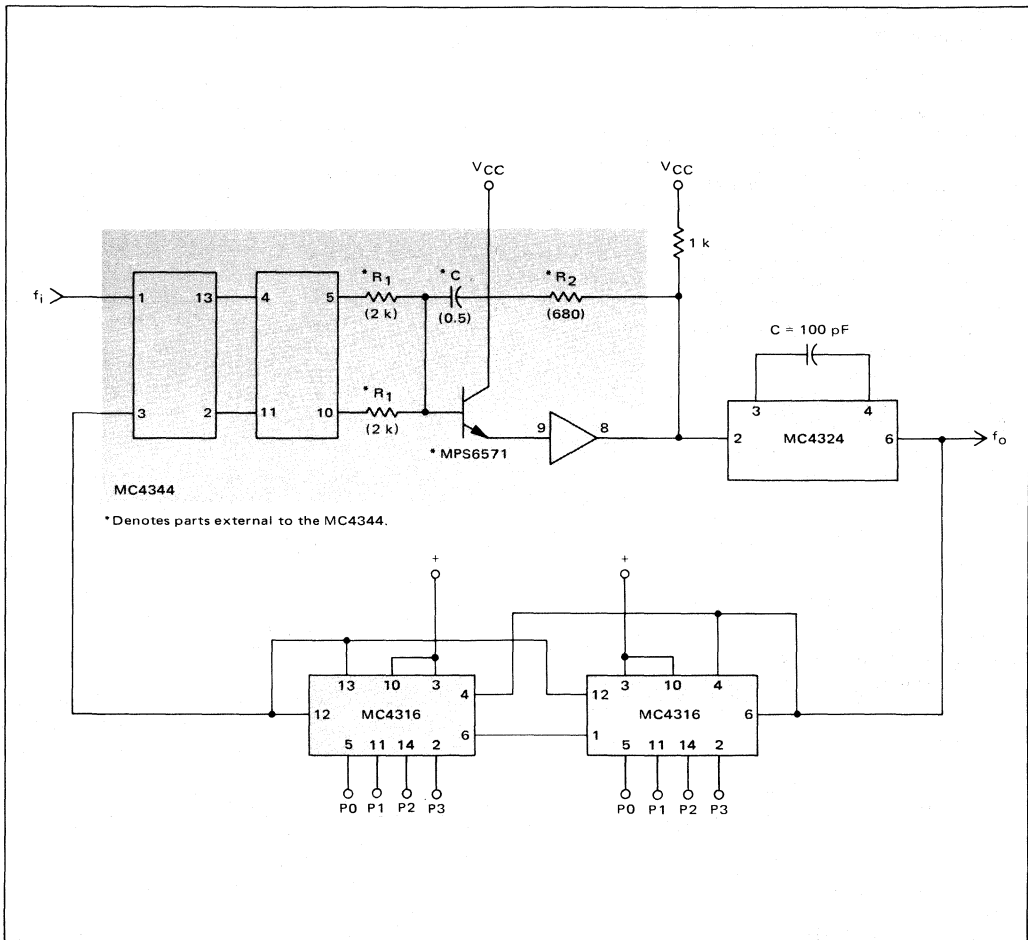 VCC
VCC
1 k
*R1
(2 k)
*C
(0.5)
*R2
(680)
fi
1
13
4
5
3
2
11
10
*R1
(2 k)
*MPS6571
9
8
C = 100 pF
3
4
2
MC4324
6
fo
MC4344
*Denotes parts external to the MC4344.
+
+
13
10
3
4
12
MC4316
6
5
11
14
2
P0
P1
P2
P3
3
10
4
12
MC4316
6
1
5
11
14
2
P0
P1
P2
P3